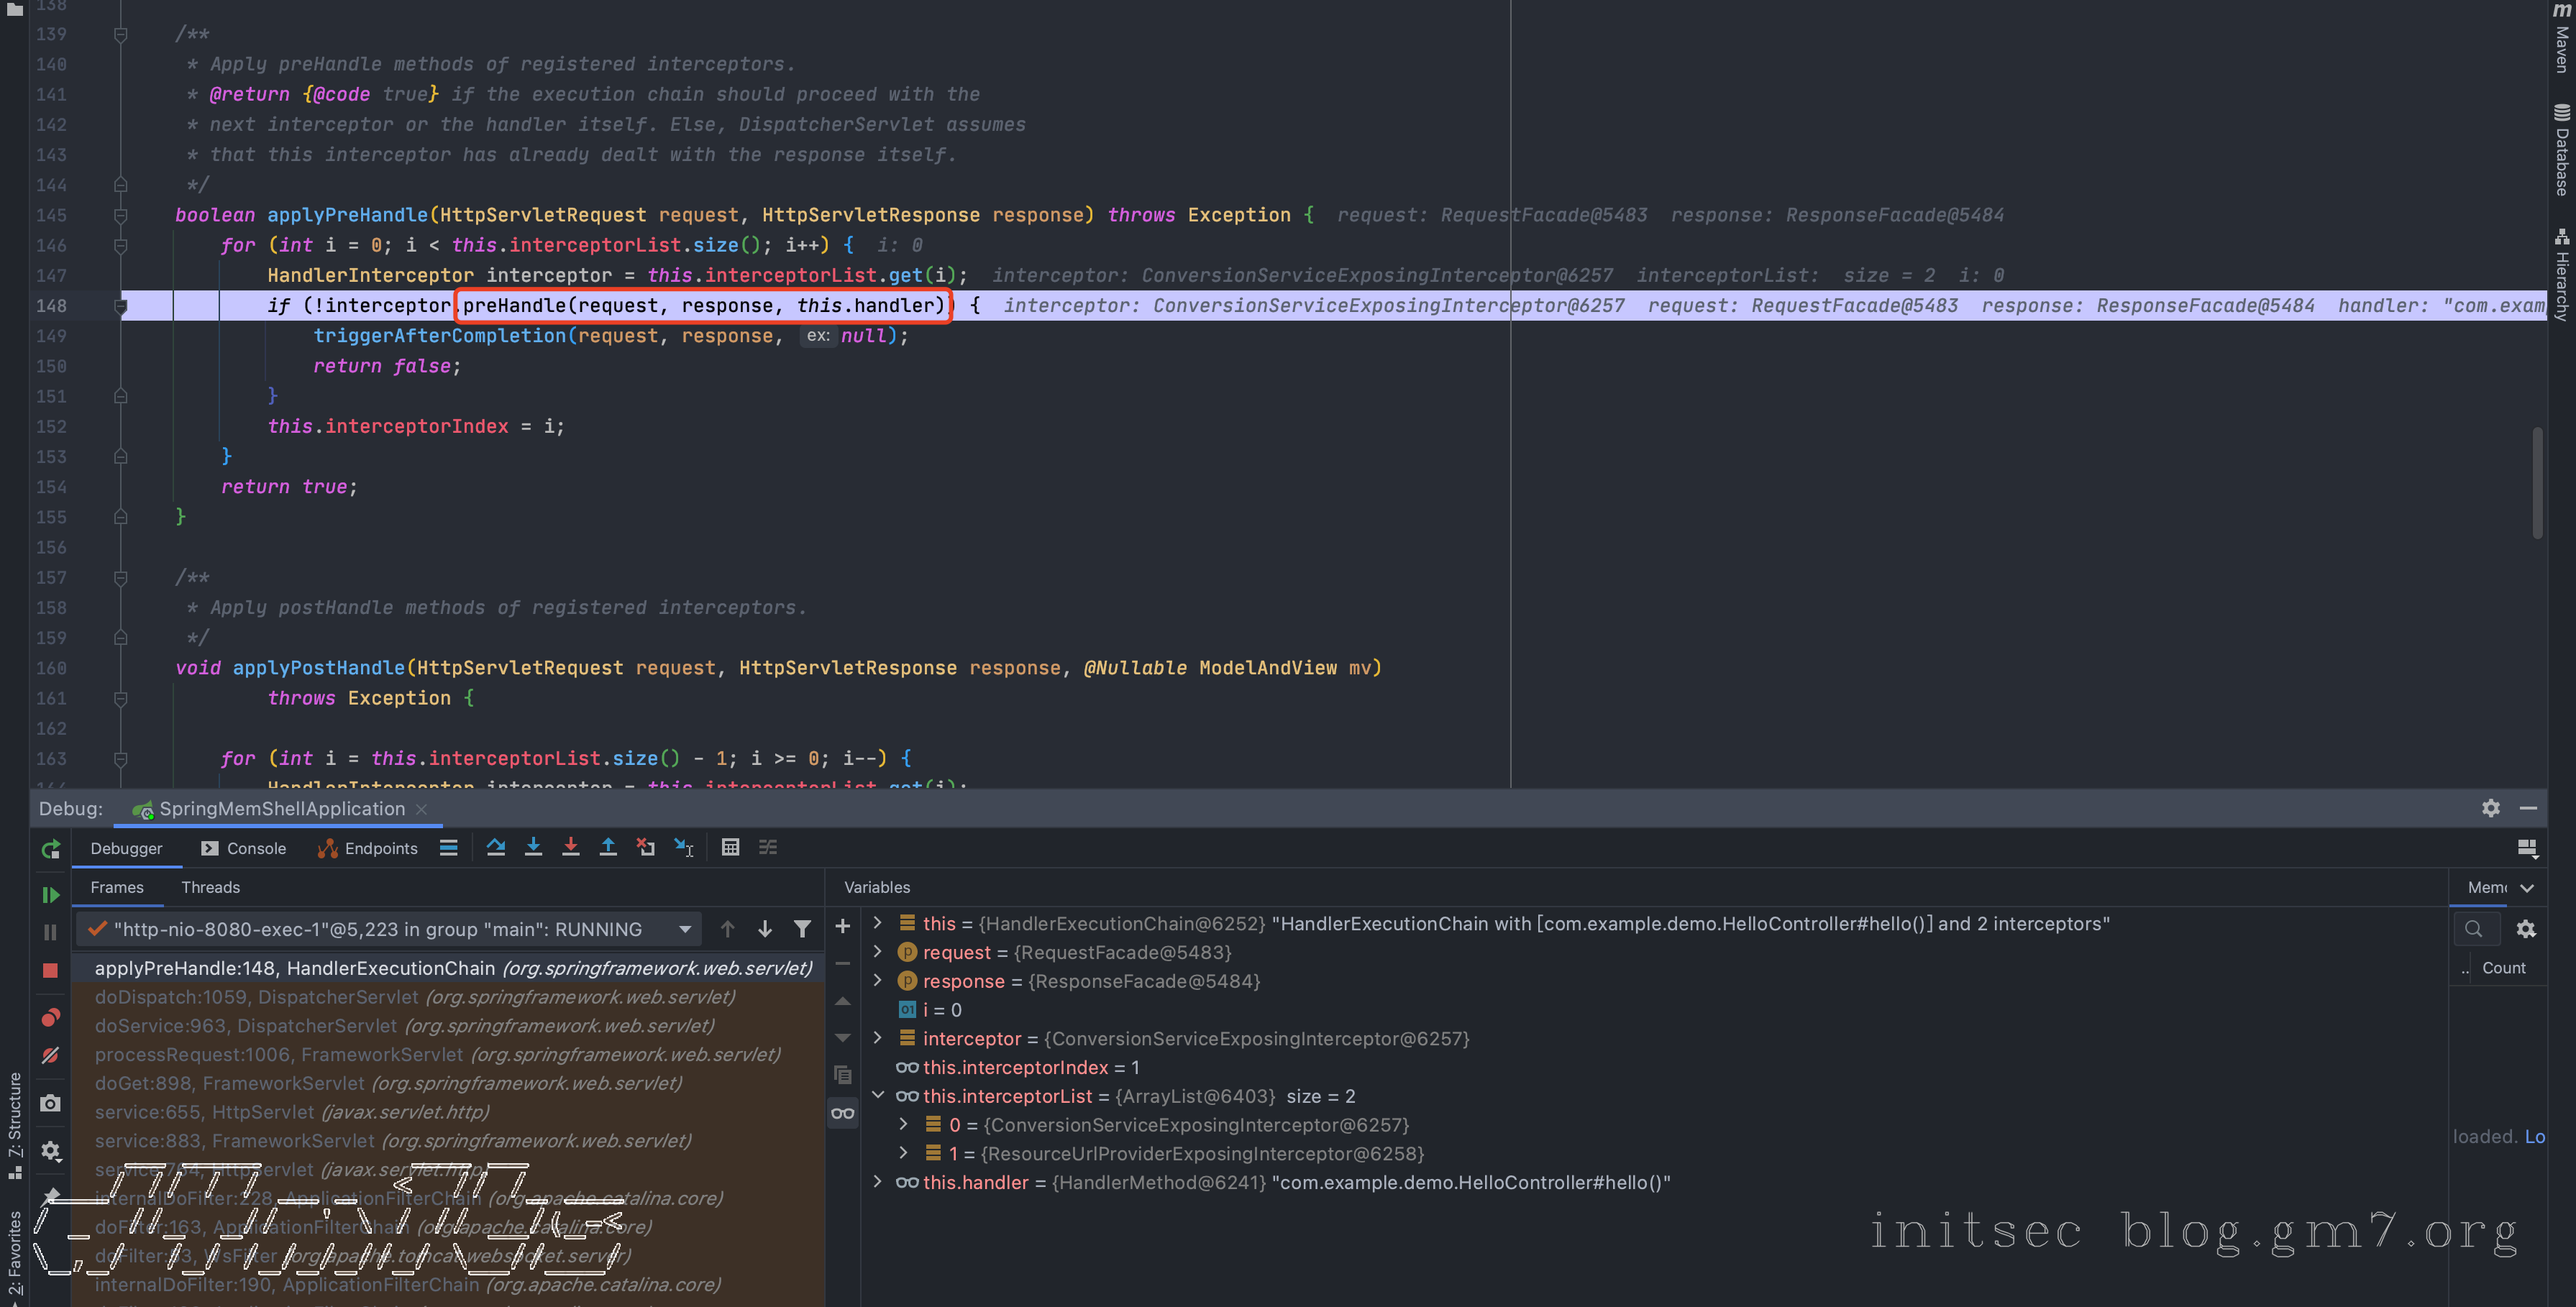 138
139 /**
140 * Apply preHandle methods of registered interceptors.
141 * @return {@code true} if the execution chain should proceed with the
142 * next interceptor or the handler itself. Else, DispatcherServlet assumes
143 * that this interceptor has already dealt with the response itself.
144 */
145 boolean applyPreHandle(HttpServletRequest request, HttpServletResponse response) throws Exception { request: RequestFacade@5483 response: ResponseFacade@5484
146 for (int i = 0; i < this.interceptorList.size(); i++) { i: 0
147 HandlerInterceptor interceptor = this.interceptorList.get(i); interceptor: ConversionServiceExposingInterceptor@6257 interceptorList: size = 2 i: 0
148 if (!interceptor.preHandle(request, response, this.handler)) { interceptor: ConversionServiceExposingInterceptor@6257 request: RequestFacade@5483 response: ResponseFacade@5484 handler: "com.exam
149 triggerAfterCompletion(request, response, ex: null);
150 return false;
151 }
152 this.interceptorIndex = i;
153 }
154 return true;
155 }
156
157 /**
158 * Apply postHandle methods of registered interceptors.
159 */
160 void applyPostHandle(HttpServletRequest request, HttpServletResponse response, @Nullable ModelAndView mv)
161 throws Exception {
162
163 for (int i = this.interceptorList.size() - 1; i >= 0; i--) {
164 HandlerInterceptor interceptor = this.interceptorList.get(i);
Maven
Database
Hierarchy
Debug: SpringMemShellApplication
Debugger Console Endpoints
Frames Threads
"http-nio-8080-exec-1"@5,223 in group "main": RUNNING
applyPreHandle:148, HandlerExecutionChain (org.springframework.web.servlet)
doDispatch:1059, DispatcherServlet (org.springframework.web.servlet)
doService:963, DispatcherServlet (org.springframework.web.servlet)
processRequest:1006, FrameworkServlet (org.springframework.web.servlet)
doGet:898, FrameworkServlet (org.springframework.web.servlet)
service:655, HttpServlet (javax.servlet.http)
service:883, FrameworkServlet (org.springframework.web.servlet)
service:764, HttpServlet (javax.servlet.http)
internalDoFilter:228, ApplicationFilterChain (org.apache.catalina.core)
doFilter:163, ApplicationFilterChain (org.apache.catalina.core)
doFilter:53, WsFilter (org.apache.tomcat.websocket.server)
internalDoFilter:190, ApplicationFilterChain (org.apache.catalina.core)
Variables
this = {HandlerExecutionChain@6252} "HandlerExecutionChain with [com.example.demo.HelloController#hello()] and 2 interceptors"
request = {RequestFacade@5483}
response = {ResponseFacade@5484}
i = 0
interceptor = {ConversionServiceExposingInterceptor@6257}
this.interceptorIndex = 1
this.interceptorList = {ArrayList@6403} size = 2
0 = {ConversionServiceExposingInterceptor@6257}
1 = {ResourceUrlProviderExposingInterceptor@6258}
this.handler = {HandlerMethod@6241} "com.example.demo.HelloController#hello()"
Memo
.. Count
loaded. Lo
7: Structure
2: Favorites
initsec blog.gm7.org